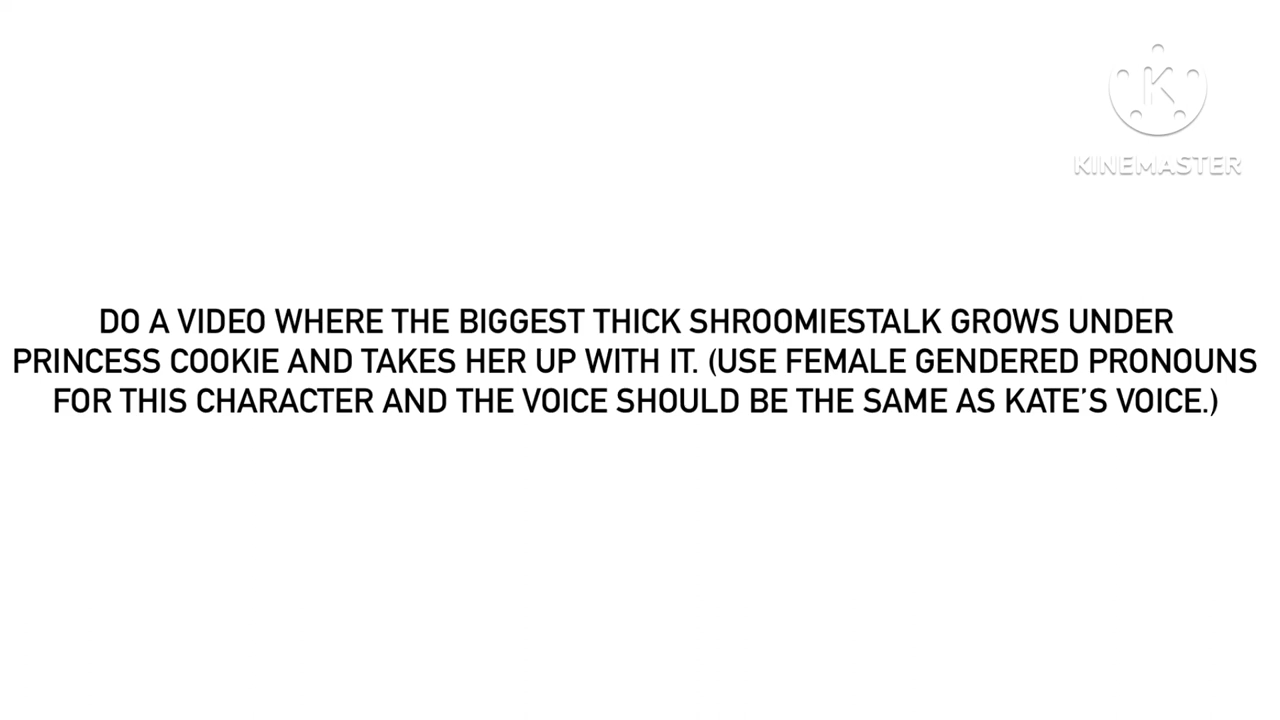 K
KINEMASTER
DO A VIDEO WHERE THE BIGGEST THICK SHROOMIESTALK GROWS UNDER
PRINCESS COOKIE AND TAKES HER UP WITH IT. (USE FEMALE GENDERED PRONOUNS
FOR THIS CHARACTER AND THE VOICE SHOULD BE THE SAME AS KATE'S VOICE.)